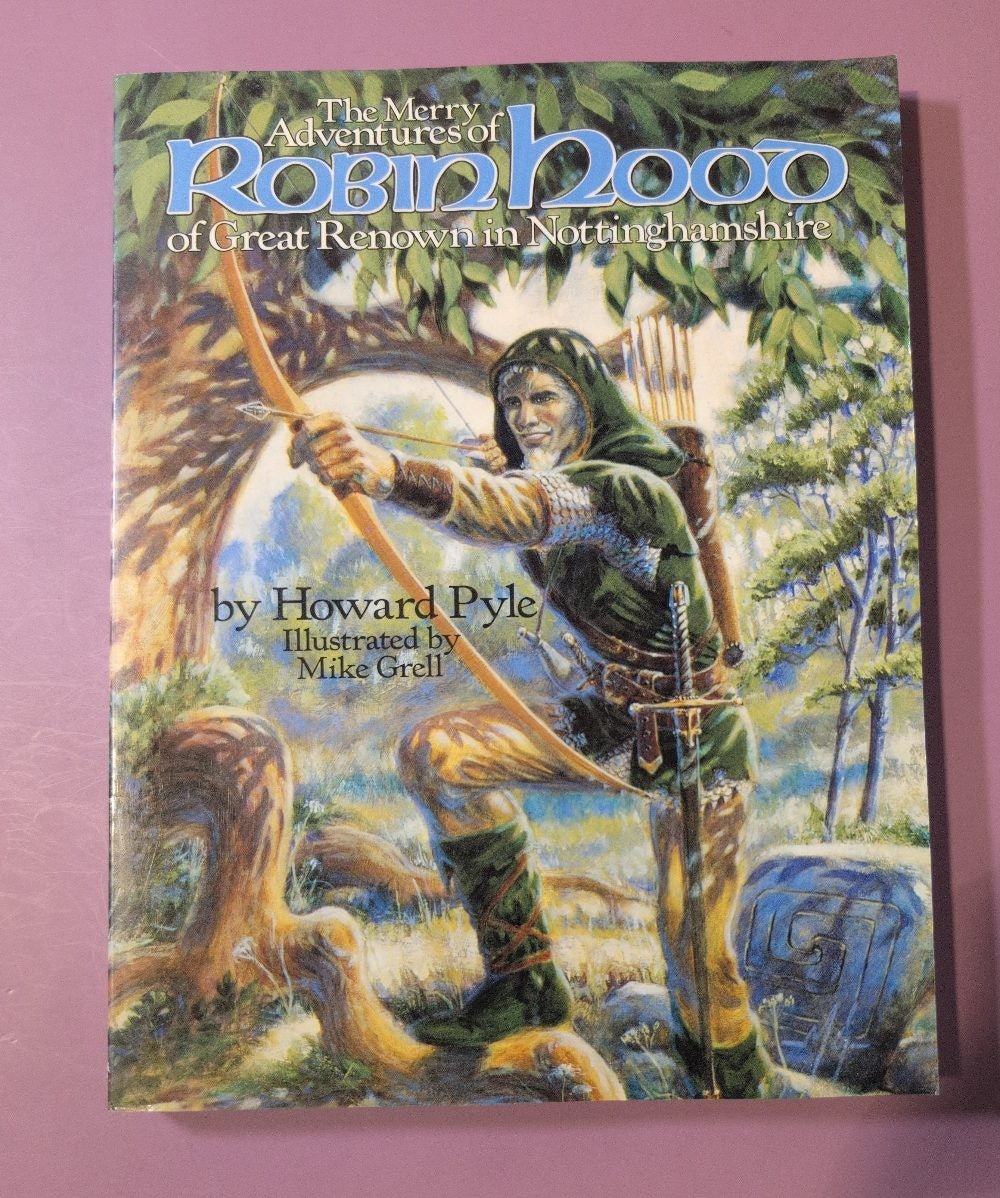 The Merry
Adventures of
Robin Hood
of Great Renown in Nottinghamshire
by Howard Pyle
Illustrated by
Mike Grell